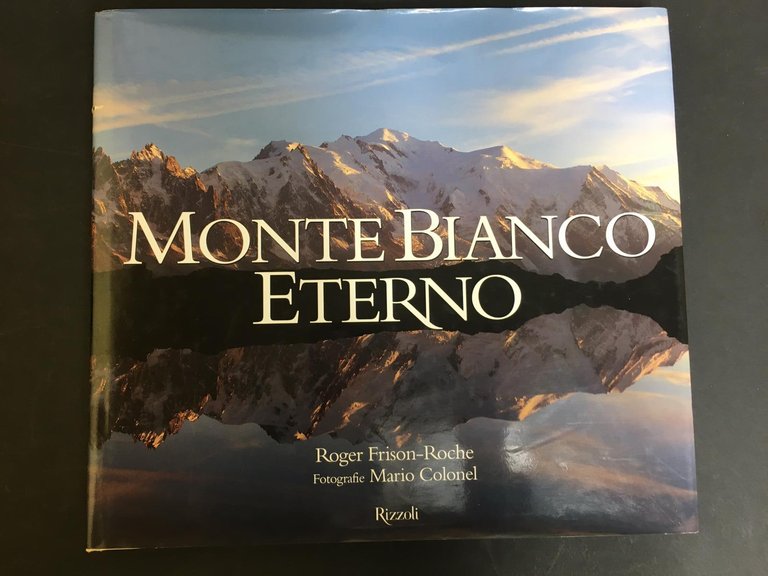 MONTE BIANCO
ETERNO
Roger Frison-Roche
Fotografie Mario Colonel
Rizzoli